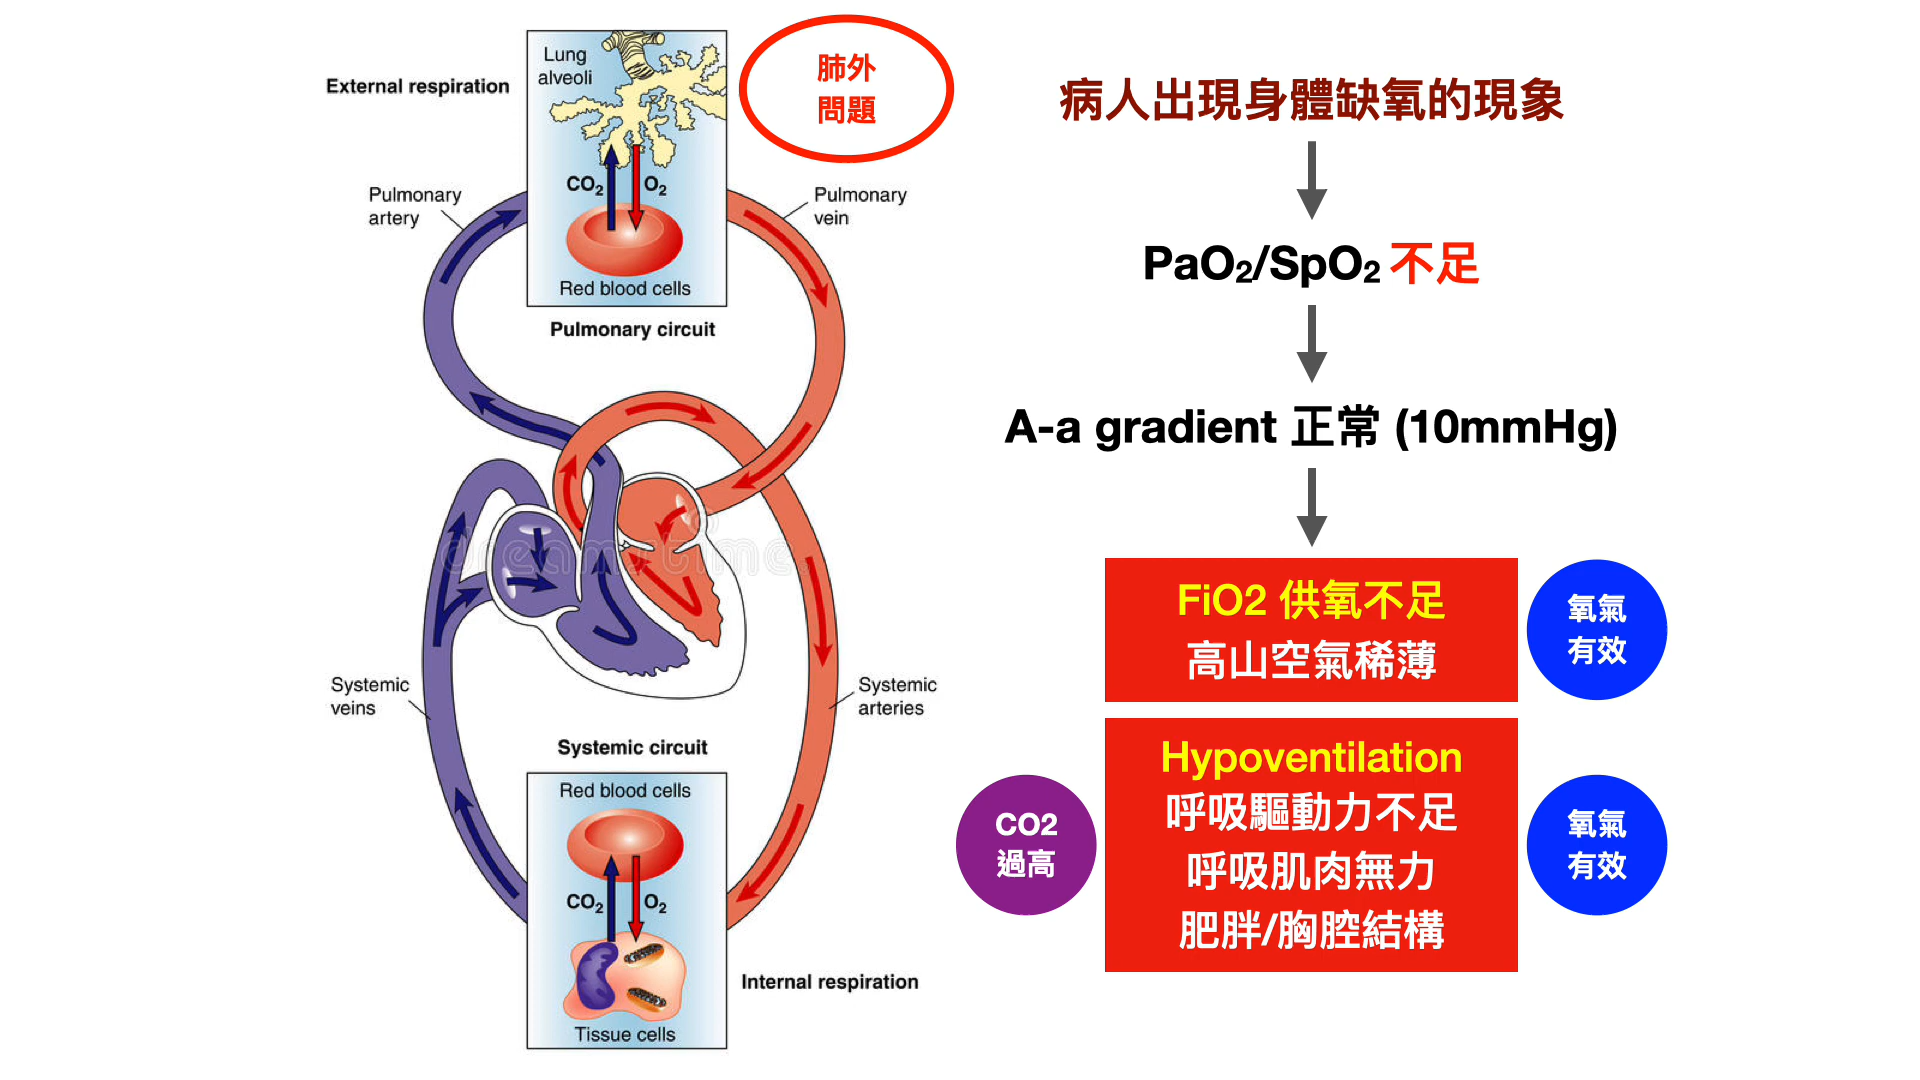 External respiration
Lung
alveoli
CO2
O2
Red blood cells
Pulmonary circuit
Pulmonary
artery
Pulmonary
vein
肺外
問題
dreamstime
Systemic
veins
Systemic
arteries
Systemic circuit
Red blood cells
CO2
O2
Tissue cells
Internal respiration
病人出現身體缺氧的現象
PaO2/SpO2 不足
A-a gradient 正常 (10mmHg)
FiO2 供氧不足
高山空氣稀薄
氧氣
有效
Hypoventilation
呼吸驅動力不足
呼吸肌肉無力
肥胖/胸腔結構
CO2
過高
氧氣
有效